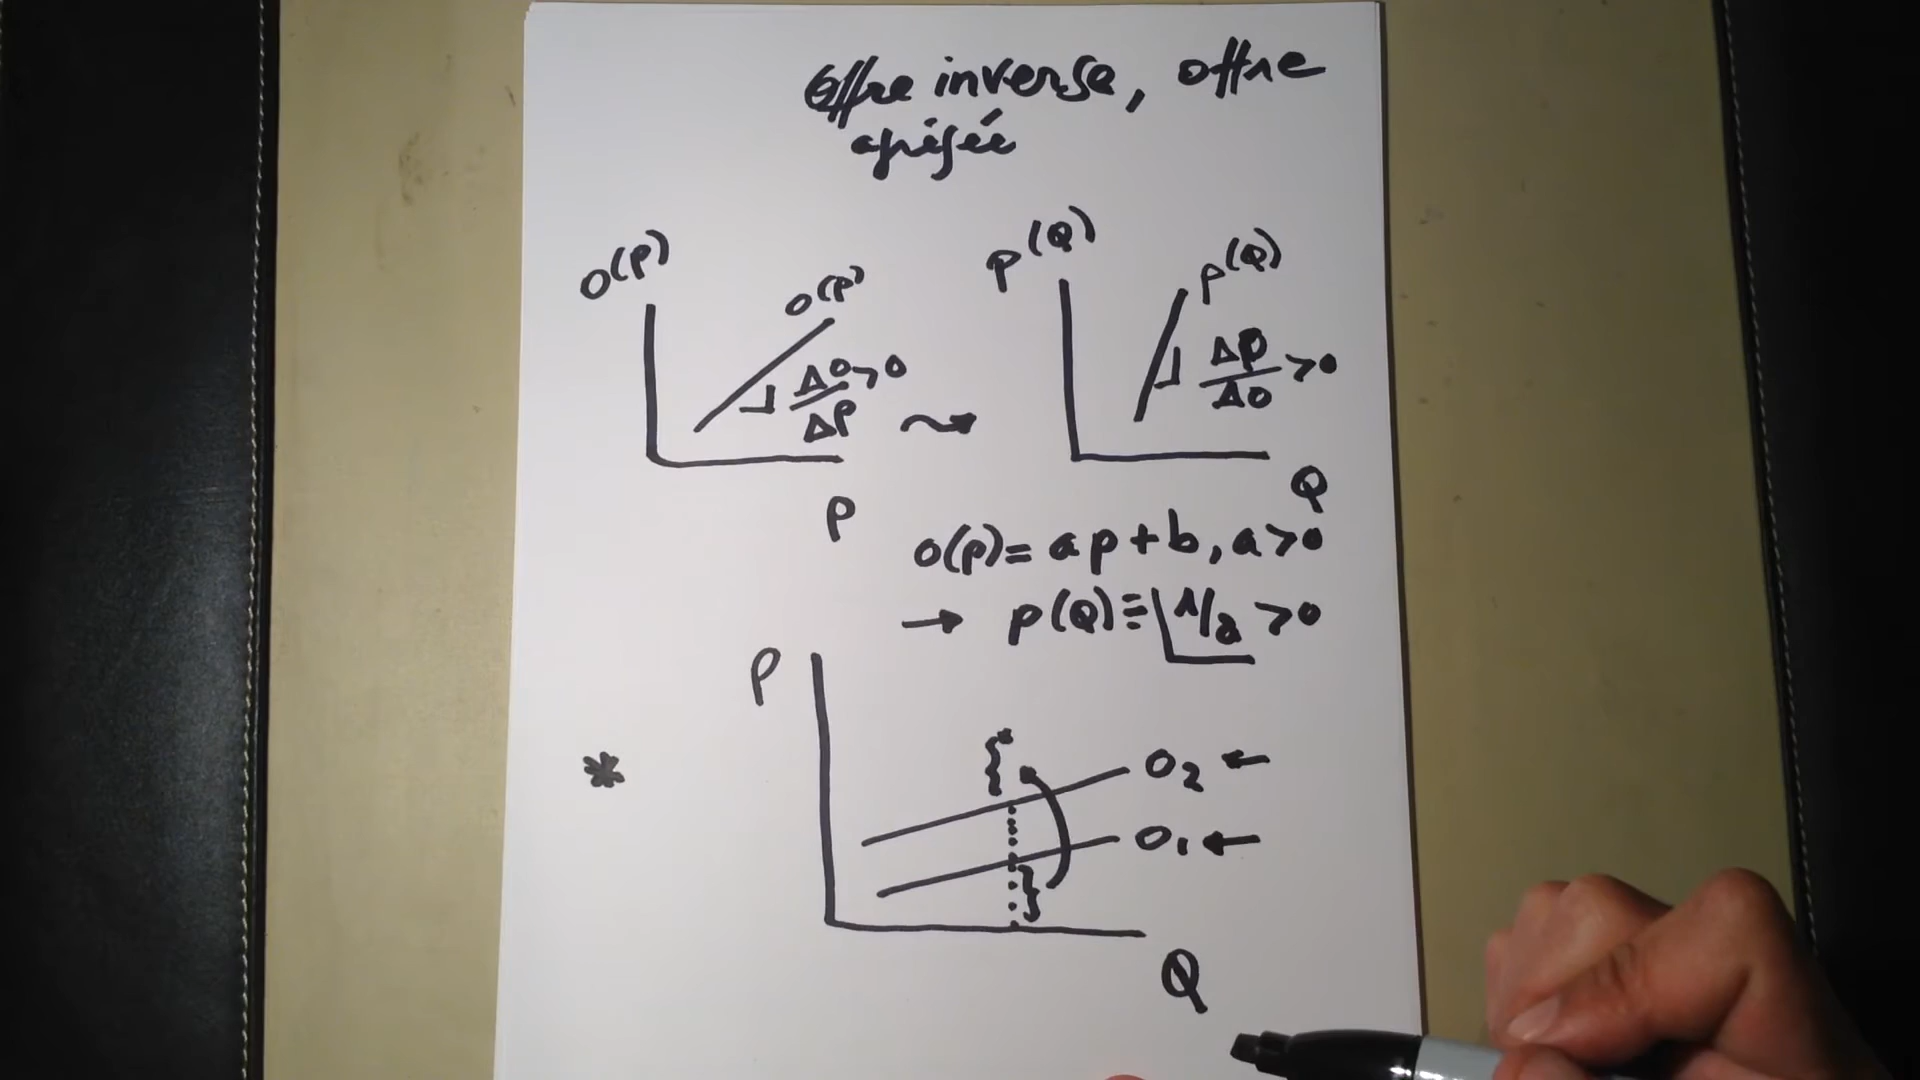 Offre inverse, offre
agrégée
O(P)
O(P)
ΔO/ΔP >0
P
P(Q)
P(Q)
ΔP/ΔO >0
Q
O(p)= ap+b, a>0
→ p(Q)= 1/a >0
P
*
O2 ←
O1 ←
Q